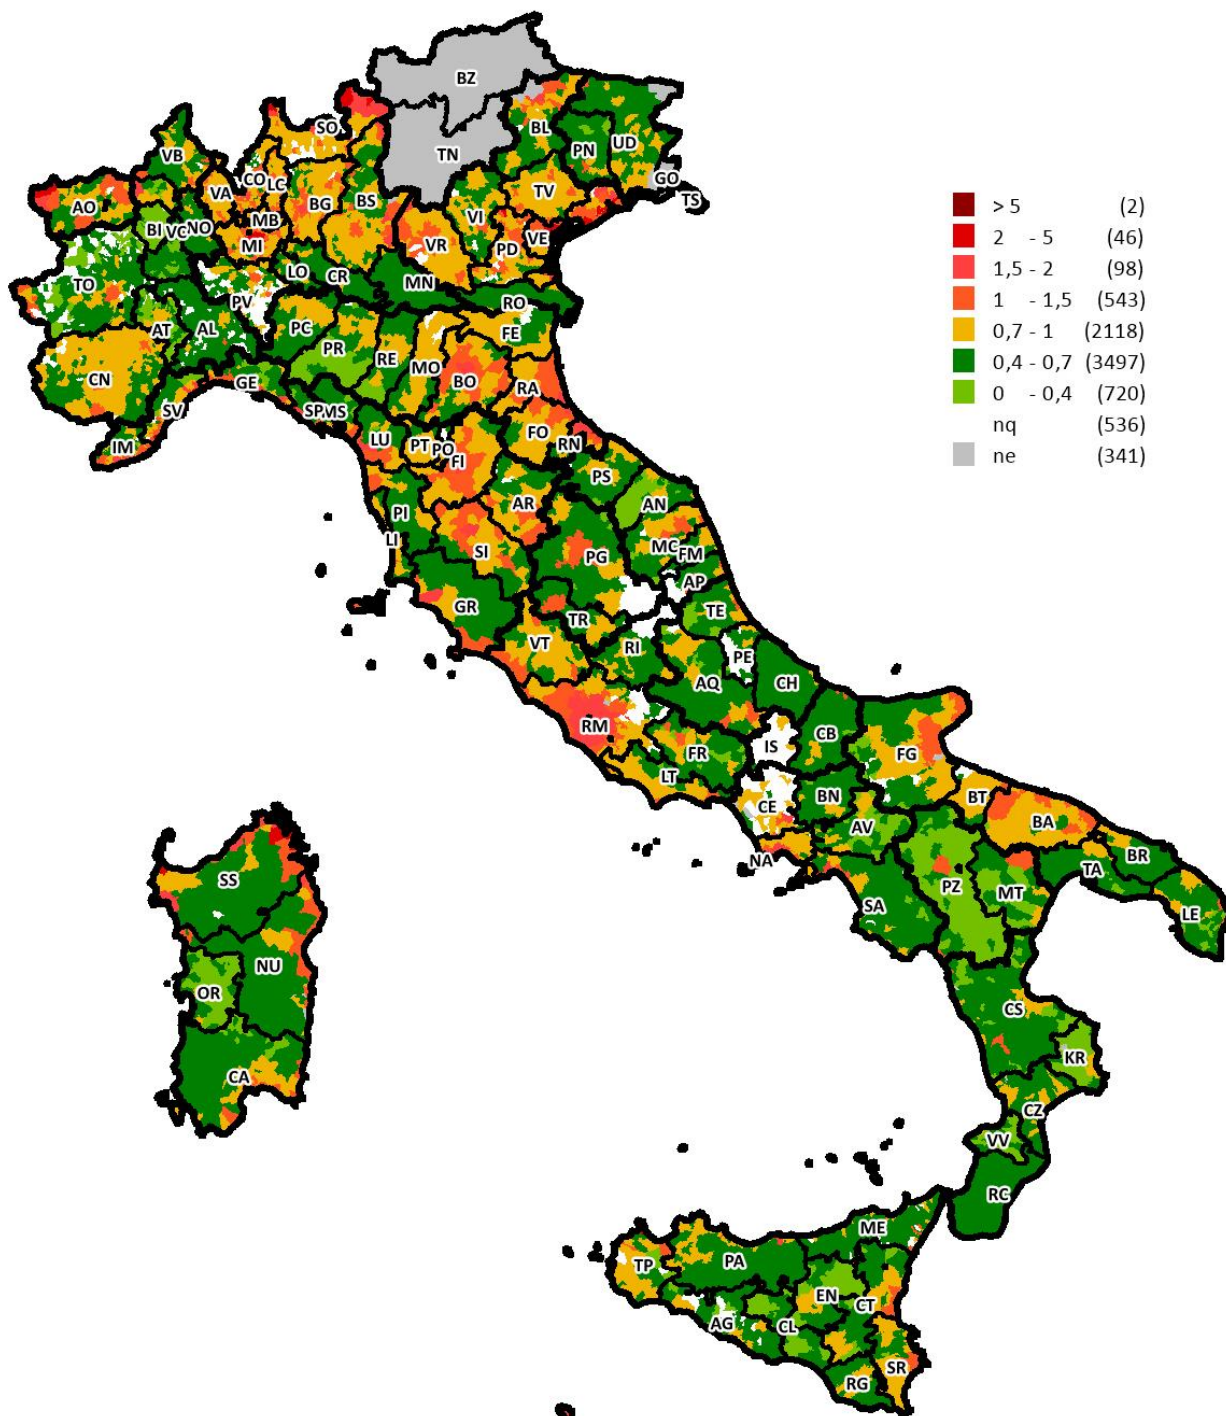 BZ
SO
BL
VB
TN
PN
UD
GO
TS
CO
LC
VA
BG
BS
TV
AO
VI
BI
VC
NO
MB
MI
VR
PD
VE
LO
CR
MN
TO
PV
RO
AT
AL
PC
PR
RE
MO
FE
CN
GE
BO
RA
SV
SP
MS
IM
LU
PT
PO
FI
FO
RN
PS
PI
AR
AN
LI
SI
PG
MC
FM
AP
GR
TR
TE
VT
RI
PE
AQ
CH
RM
IS
CB
FR
FG
LT
CE
BN
BT
AV
BA
NA
BR
SS
PZ
MT
TA
SA
LE
NU
OR
CS
CA
KR
CZ
VV
RC
ME
TP
PA
EN
CT
AG
CL
SR
RG
> 5 (2)
2 - 5 (46)
1,5 - 2 (98)
1 - 1,5 (543)
0,7 - 1 (2118)
0,4 - 0,7 (3497)
0 - 0,4 (720)
nq (536)
ne (341)